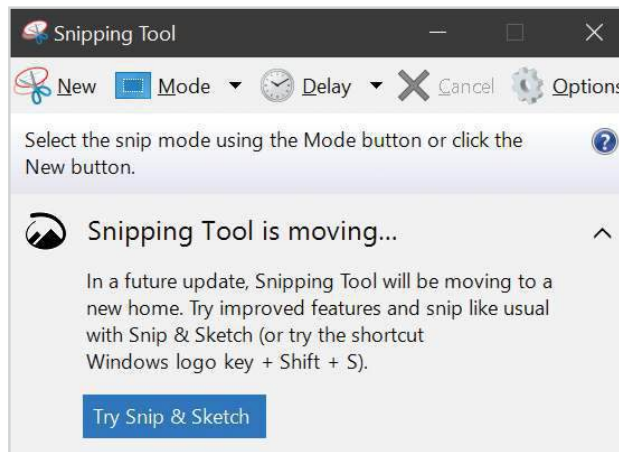 Snipping Tool
New Mode Delay Cancel Options
Select the snip mode using the Mode button or click the
New button.
Snipping Tool is moving...
In a future update, Snipping Tool will be moving to a
new home. Try improved features and snip like usual
with Snip & Sketch (or try the shortcut
Windows logo key + Shift + S).
Try Snip & Sketch